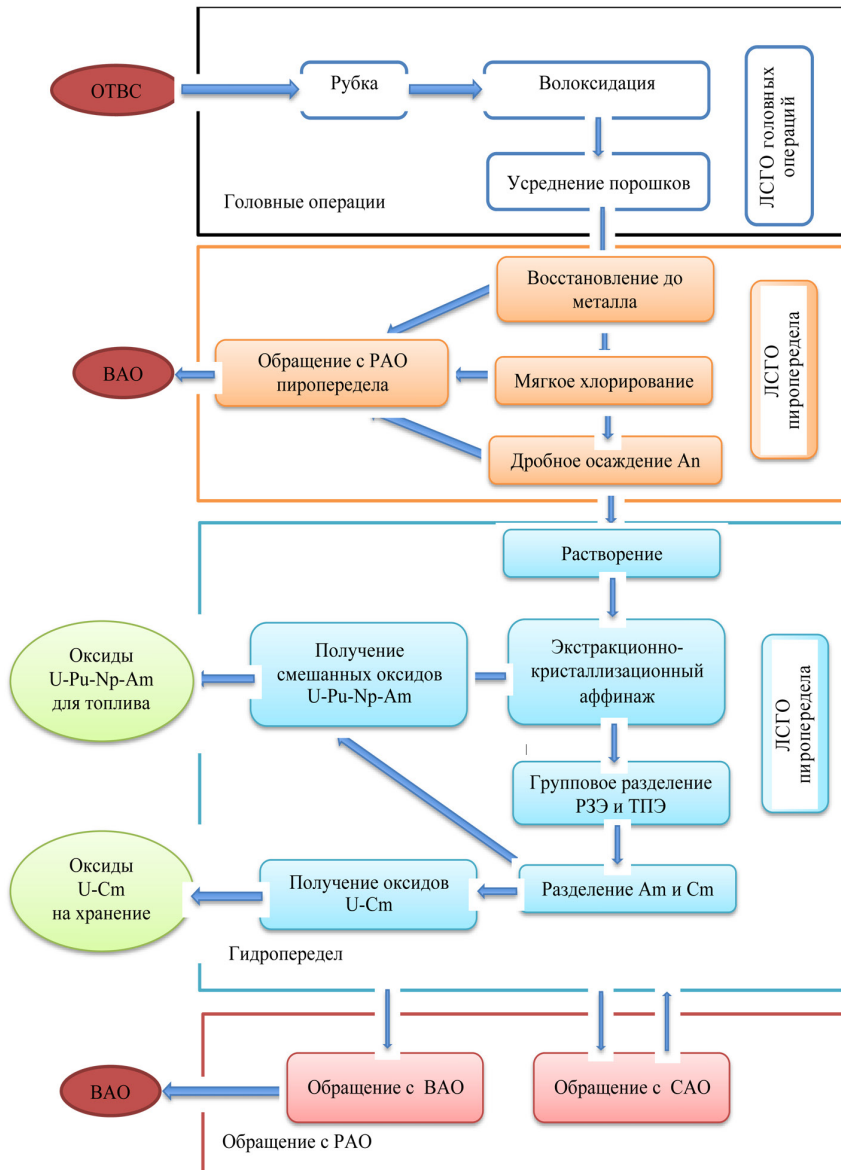 ОТВС
Рубка
Волоксидация
ЛСГО головных
операций
Усреднение порошков
Головные операции
Восстановление до
металла
ВАО
Обращение с РАО
пиропередела
Мягкое хлорирование
ЛСГО
пиропередела
Дробное осаждение An
Растворение
Оксиды
U-Pu-Np-Am
для топлива
Получение
смешанных оксидов
U-Pu-Np-Am
Экстракционно-
кристаллизационный
аффинаж
ЛСГО
пиропередела
Групповое разделение
РЗЭ и ТПЭ
Оксиды
U-Cm
на хранение
Получение оксидов
U-Cm
Разделение Am и Cm
Гидропередел
ВАО
Обращение с ВАО
Обращение с САО
Обращение с РАО